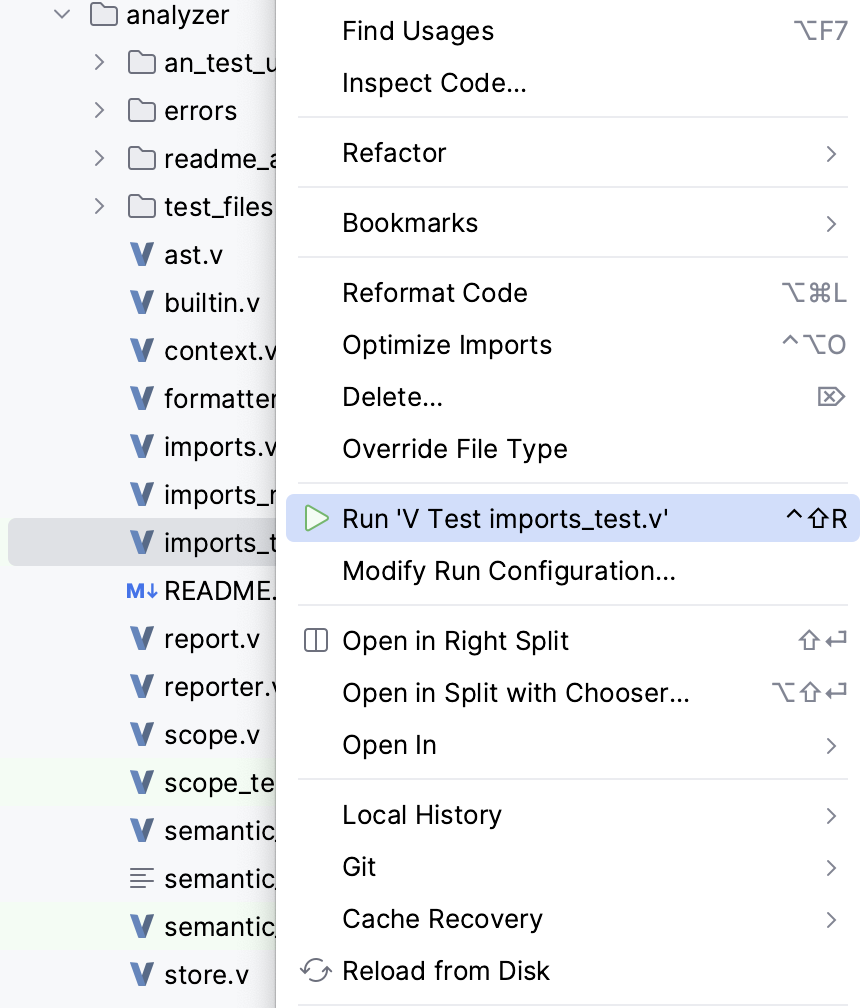 analyzer
an_test_u
errors
readme_a
test_files
ast.v
builtin.v
context.v
formatter
imports.v
imports_r
imports_t
README.
report.v
reporter.v
scope.v
scope_te
semantic_
semantic_
semantic_
store.v
Find Usages ⌥F7
Inspect Code...
Refactor
Bookmarks
Reformat Code ⌥⌘L
Optimize Imports ^⌥O
Delete... ⌦
Override File Type
Run 'V Test imports_test.v' ^⇧R
Modify Run Configuration...
Open in Right Split ⇧⏎
Open in Split with Chooser... ⌥⇧⏎
Open In
Local History
Git
Cache Recovery
Reload from Disk